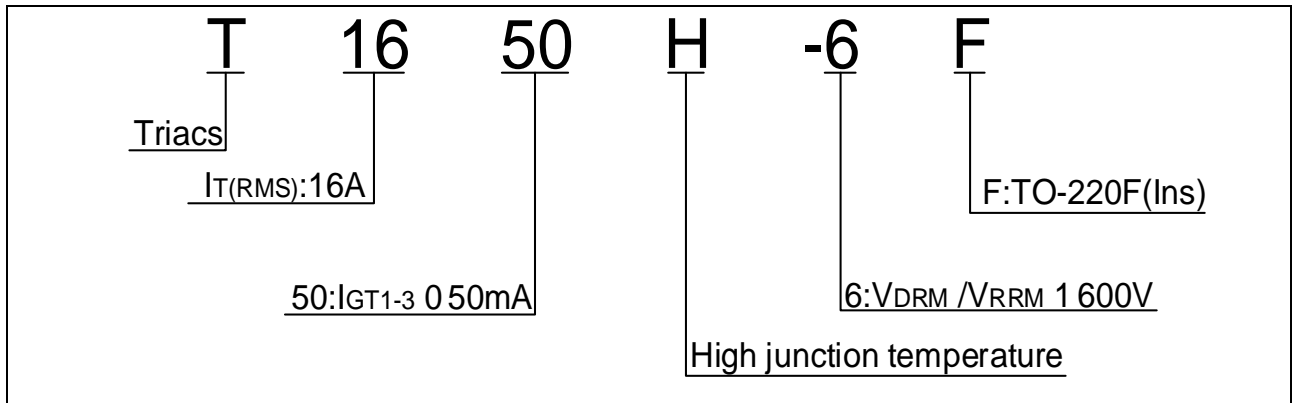 T 16 50 H -6 F
Triacs
IT(RMS):16A
F:TO-220F(Ins)
50:IGT1-3 0 50mA
6:VDRM /VRRM 1 600V
High junction temperature